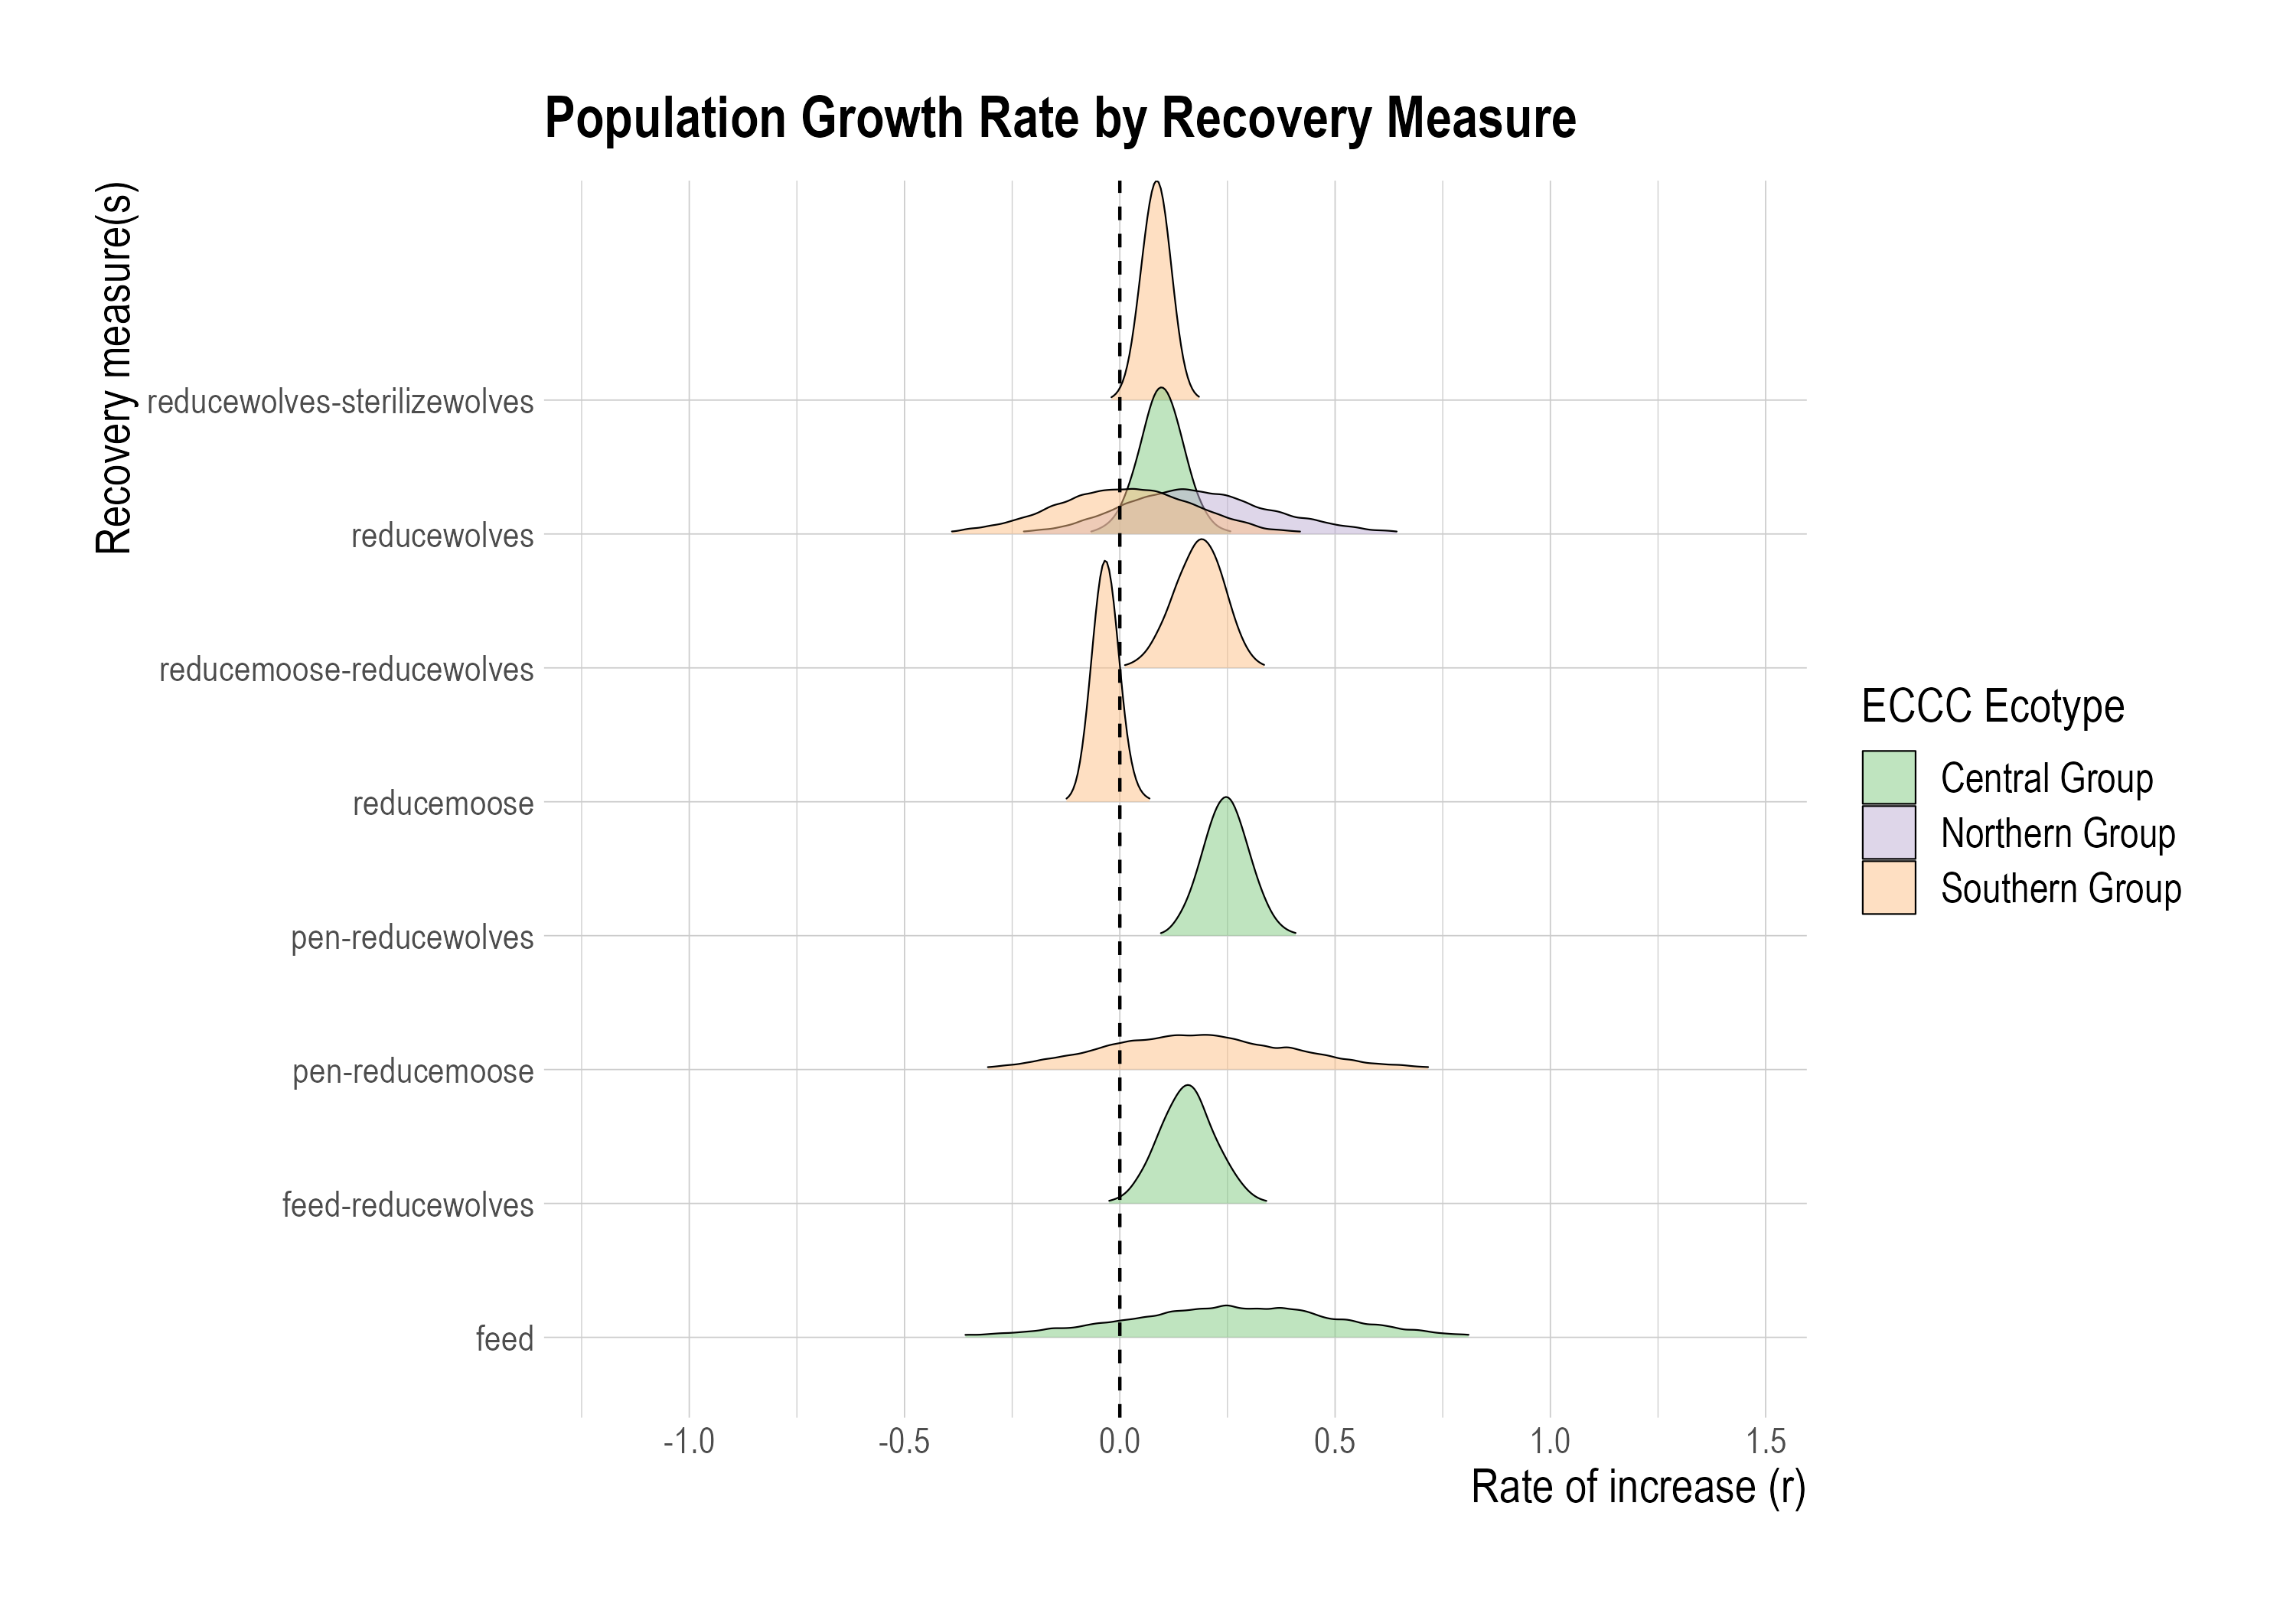 Population Growth Rate by Recovery Measure
Recovery measure(s)
reducewolves-sterilizewolves
reducewolves
reducemoose-reducewolves
reducemoose
pen-reducewolves
pen-reducemoose
feed-reducewolves
feed
-1.0 -0.5 0.0 0.5 1.0 1.5
Rate of increase (r)
ECCC Ecotype
Central Group
Northern Group
Southern Group